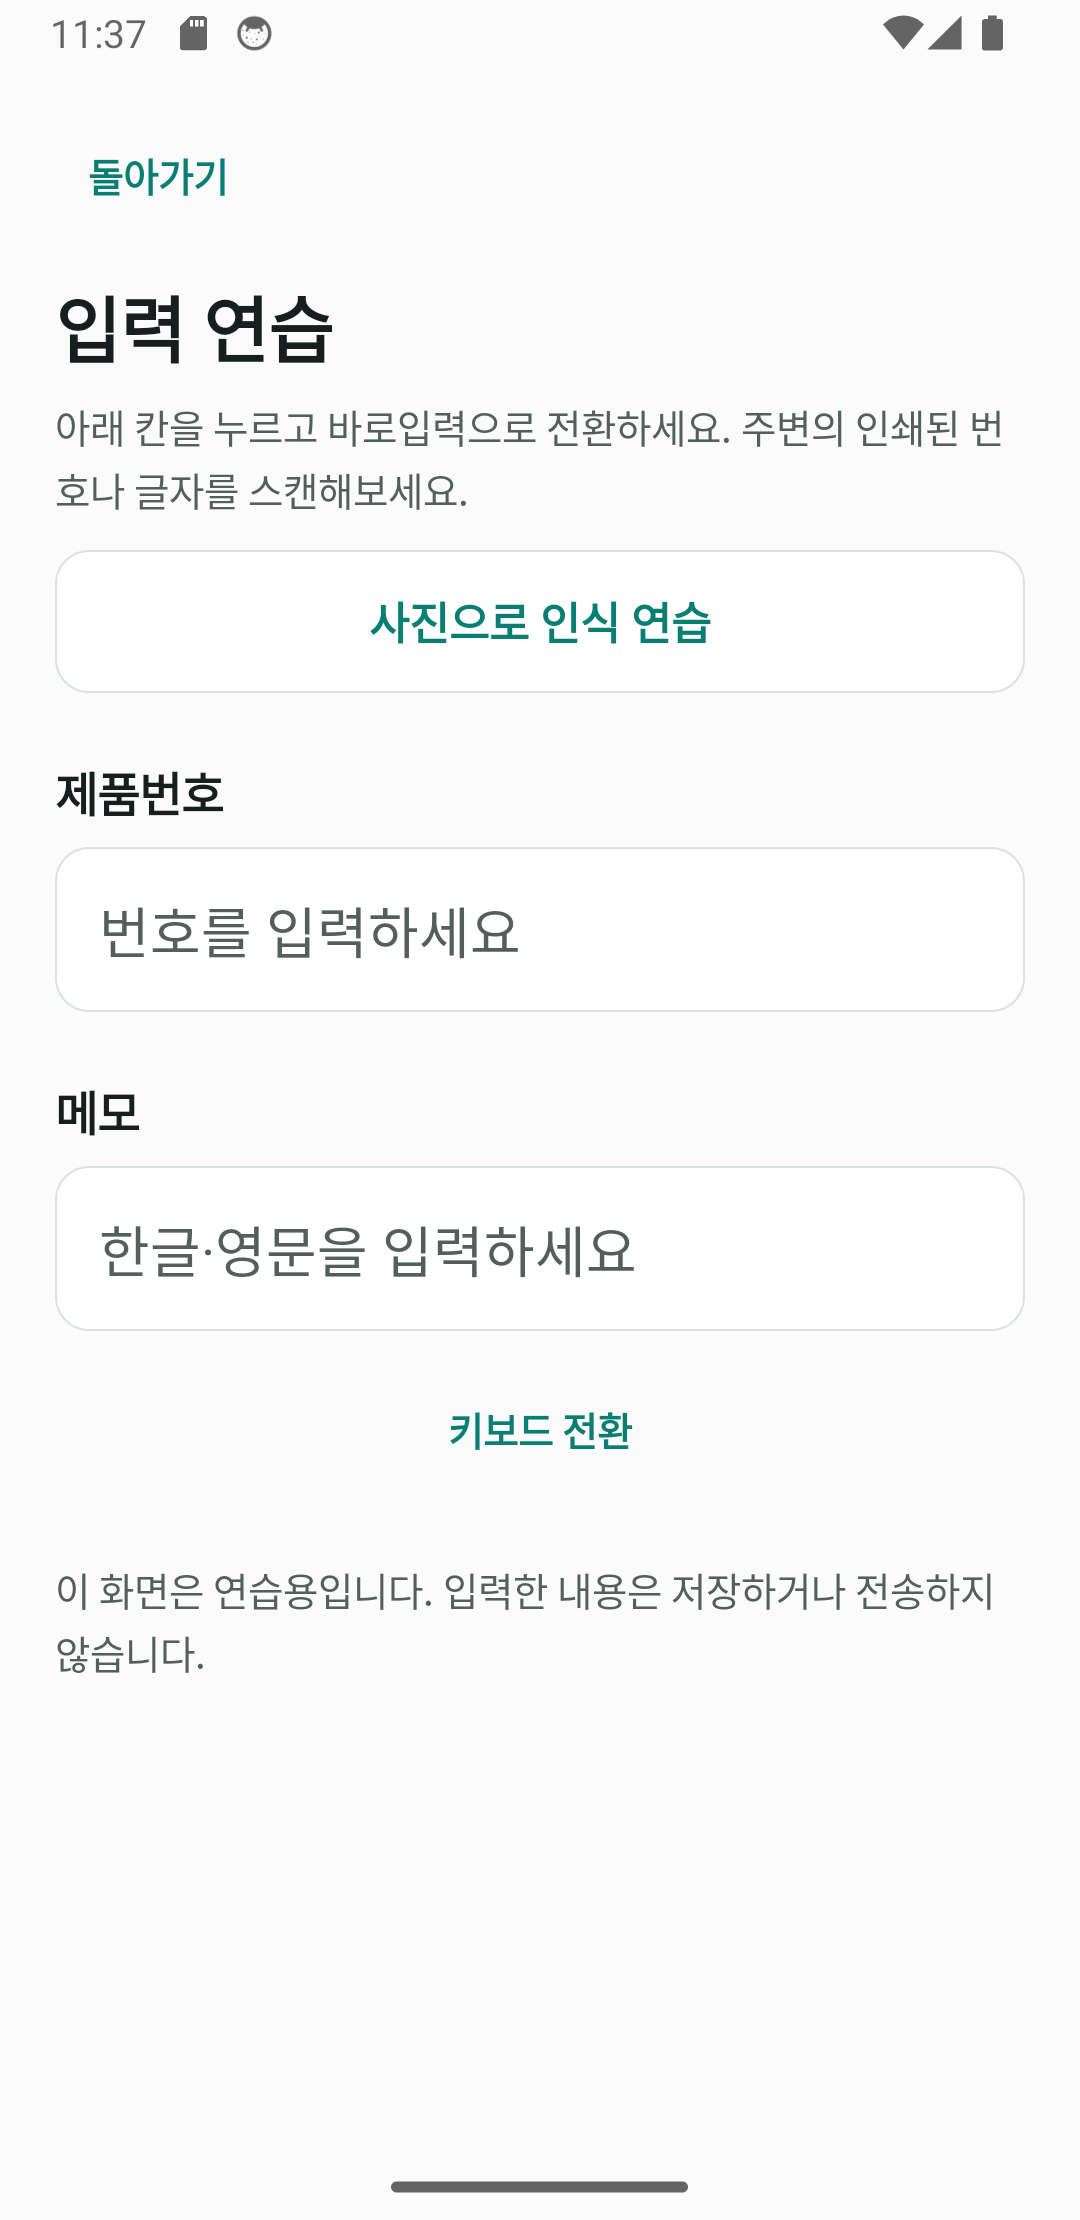 11:37
돌아가기
입력 연습
아래 칸을 누르고 바로입력으로 전환하세요. 주변의 인쇄된 번
호나 글자를 스캔해보세요.
사진으로 인식 연습
제품번호
번호를 입력하세요
메모
한글·영문을 입력하세요
키보드 전환
이 화면은 연습용입니다. 입력한 내용은 저장하거나 전송하지
않습니다.